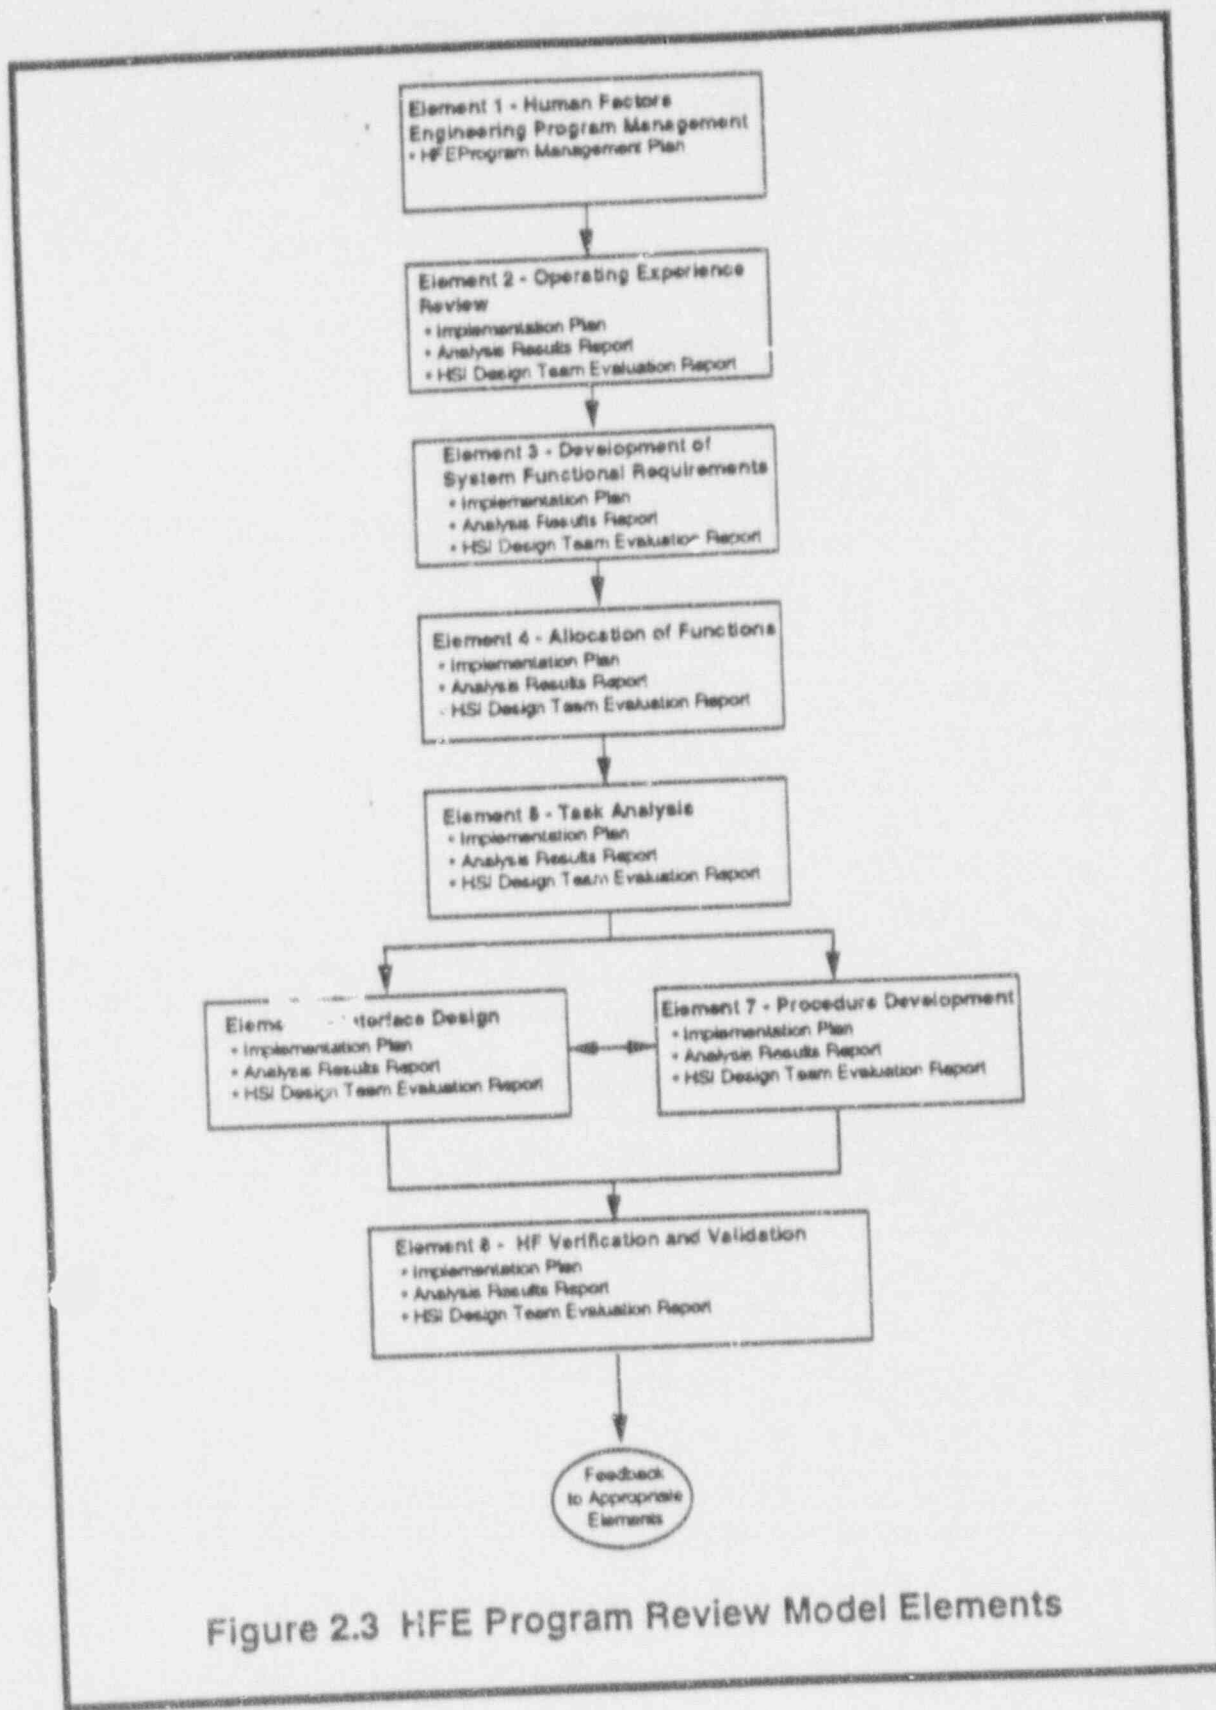 Element 1 - Human Factors
Engineering Program Management
• HFEProgram Management Plan
Element 2 - Operating Experience
Review
• Implementation Plan
• Analysis Results Report
• HSI Design Team Evaluation Report
Element 3 - Development of
System Functional Requirements
• Implementation Plan
• Analysis Results Report
• HSI Design Team Evaluation Report
Element 4 - Allocation of Functions
• Implementation Plan
• Analysis Results Report
. HSI Design Team Evaluation Report
Element 5 - Task Analysis
• Implementation Plan
• Analysis Results Report
• HSI Design Team Evaluation Report
Design
• Implementation Plan
• Analysis Results Report
• HSI Design Team Evaluation Report
Element 7 - Procedure Development
• Implementation Plan
• Analysis Results Report
• HSI Design Team Evaluation Report
Element 8 - HF Verification and Validation
• Implementation Plan
• Analysis Results Report
• HSI Design Team Evaluation Report
Feedback
to Appropriate
Elements
Figure 2.3 HFE Program Review Model Elements